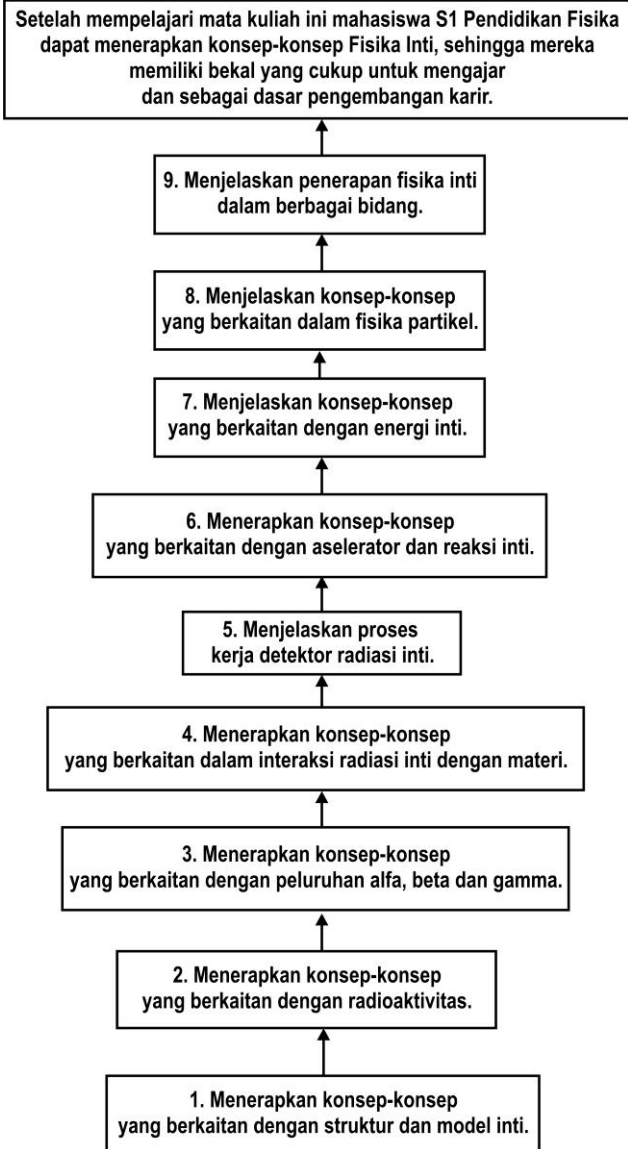 Setelah mempelajari mata kuliah ini mahasiswa S1 Pendidikan Fisika
dapat menerapkan konsep-konsep Fisika Inti, sehingga mereka
memiliki bekal yang cukup untuk mengajar
dan sebagai dasar pengembangan karir.
9. Menjelaskan penerapan fisika inti
dalam berbagai bidang.
8. Menjelaskan konsep-konsep
yang berkaitan dalam fisika partikel.
7. Menjelaskan konsep-konsep
yang berkaitan dengan energi inti.
6. Menerapkan konsep-konsep
yang berkaitan dengan aselerator dan reaksi inti.
5. Menjelaskan proses
kerja detektor radiasi inti.
4. Menerapkan konsep-konsep
yang berkaitan dalam interaksi radiasi inti dengan materi.
3. Menerapkan konsep-konsep
yang berkaitan dengan peluruhan alfa, beta dan gamma.
2. Menerapkan konsep-konsep
yang berkaitan dengan radioaktivitas.
1. Menerapkan konsep-konsep
yang berkaitan dengan struktur dan model inti.